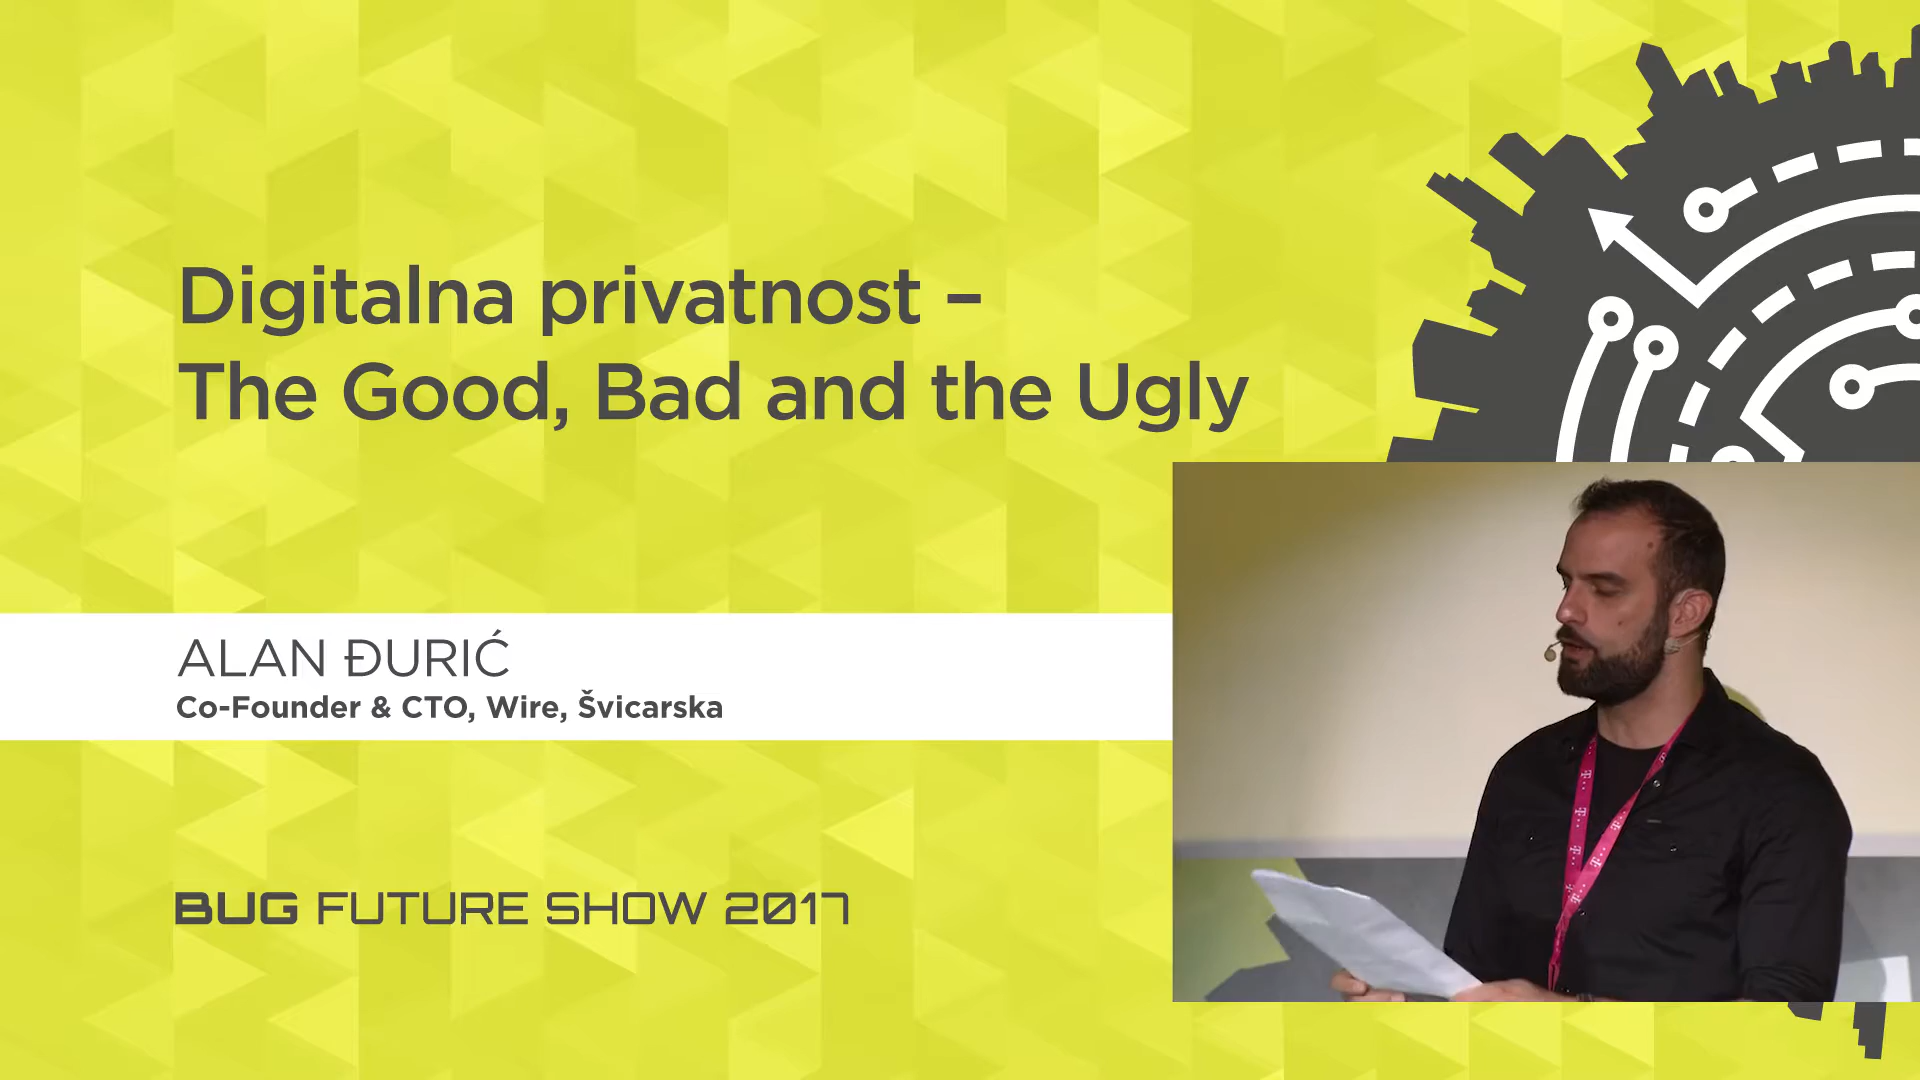 Digitalna privatnost –
The Good, Bad and the Ugly
ALAN ĐURIĆ
Co-Founder & CTO, Wire, Švicarska
BUG FUTURE SHOW 2017